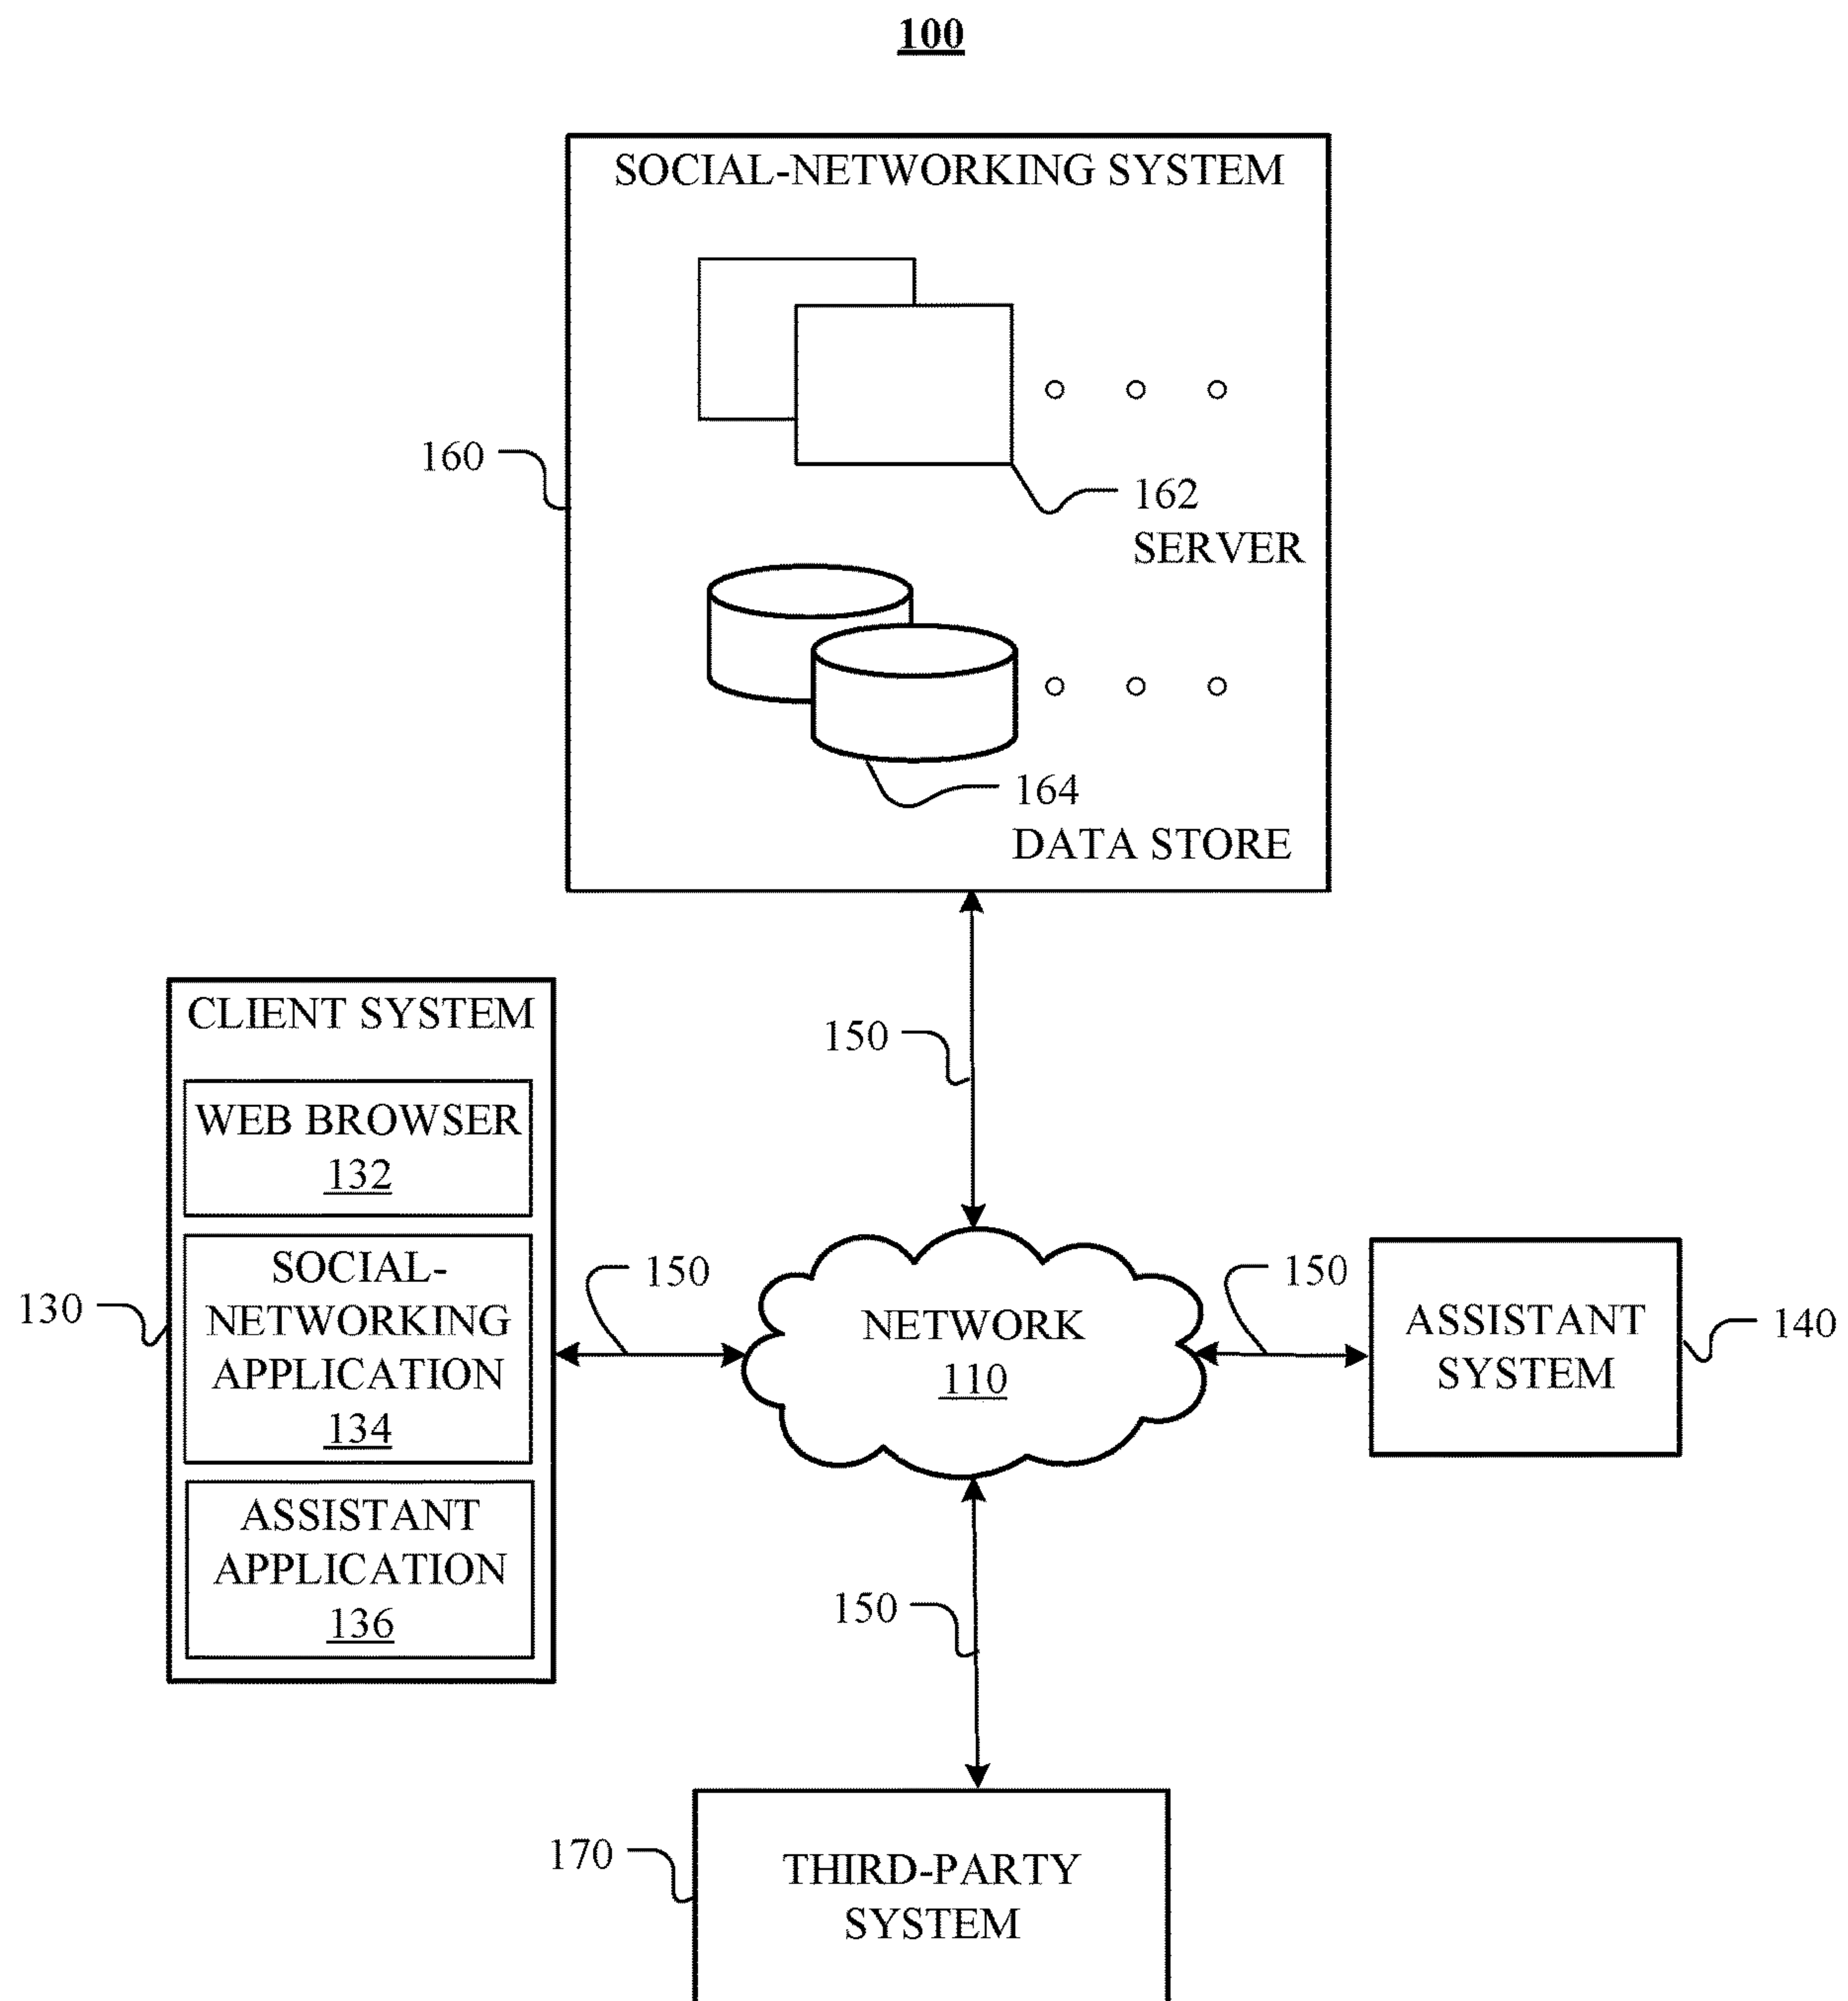 100
SOCIAL-NETWORKING SYSTEM
160
162
SERVER
164
DATA STORE
150
CLIENT SYSTEM
WEB BROWSER
132
SOCIAL-
NETWORKING
APPLICATION
134
ASSISTANT
APPLICATION
136
130
150
NETWORK
110
150
ASSISTANT
SYSTEM
140
150
170
THIRD-PARTY
SYSTEM